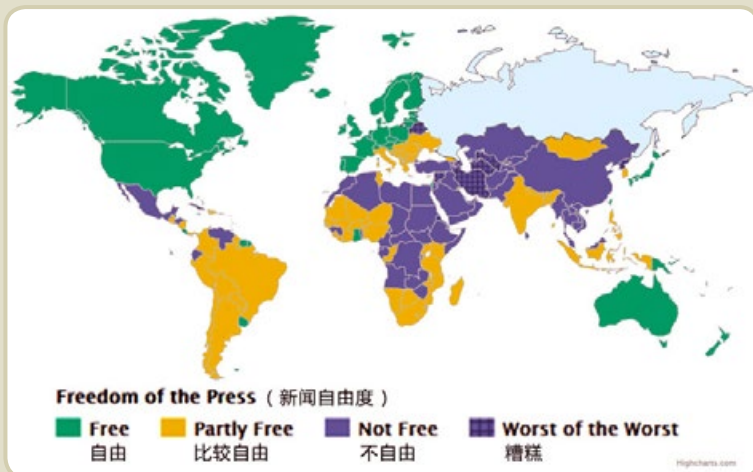 Freedom of the Press （新闻自由度）
Free Partly Free Not Free Worst of the Worst
自由 比较自由 不自由 糟糕
Highcharts.com